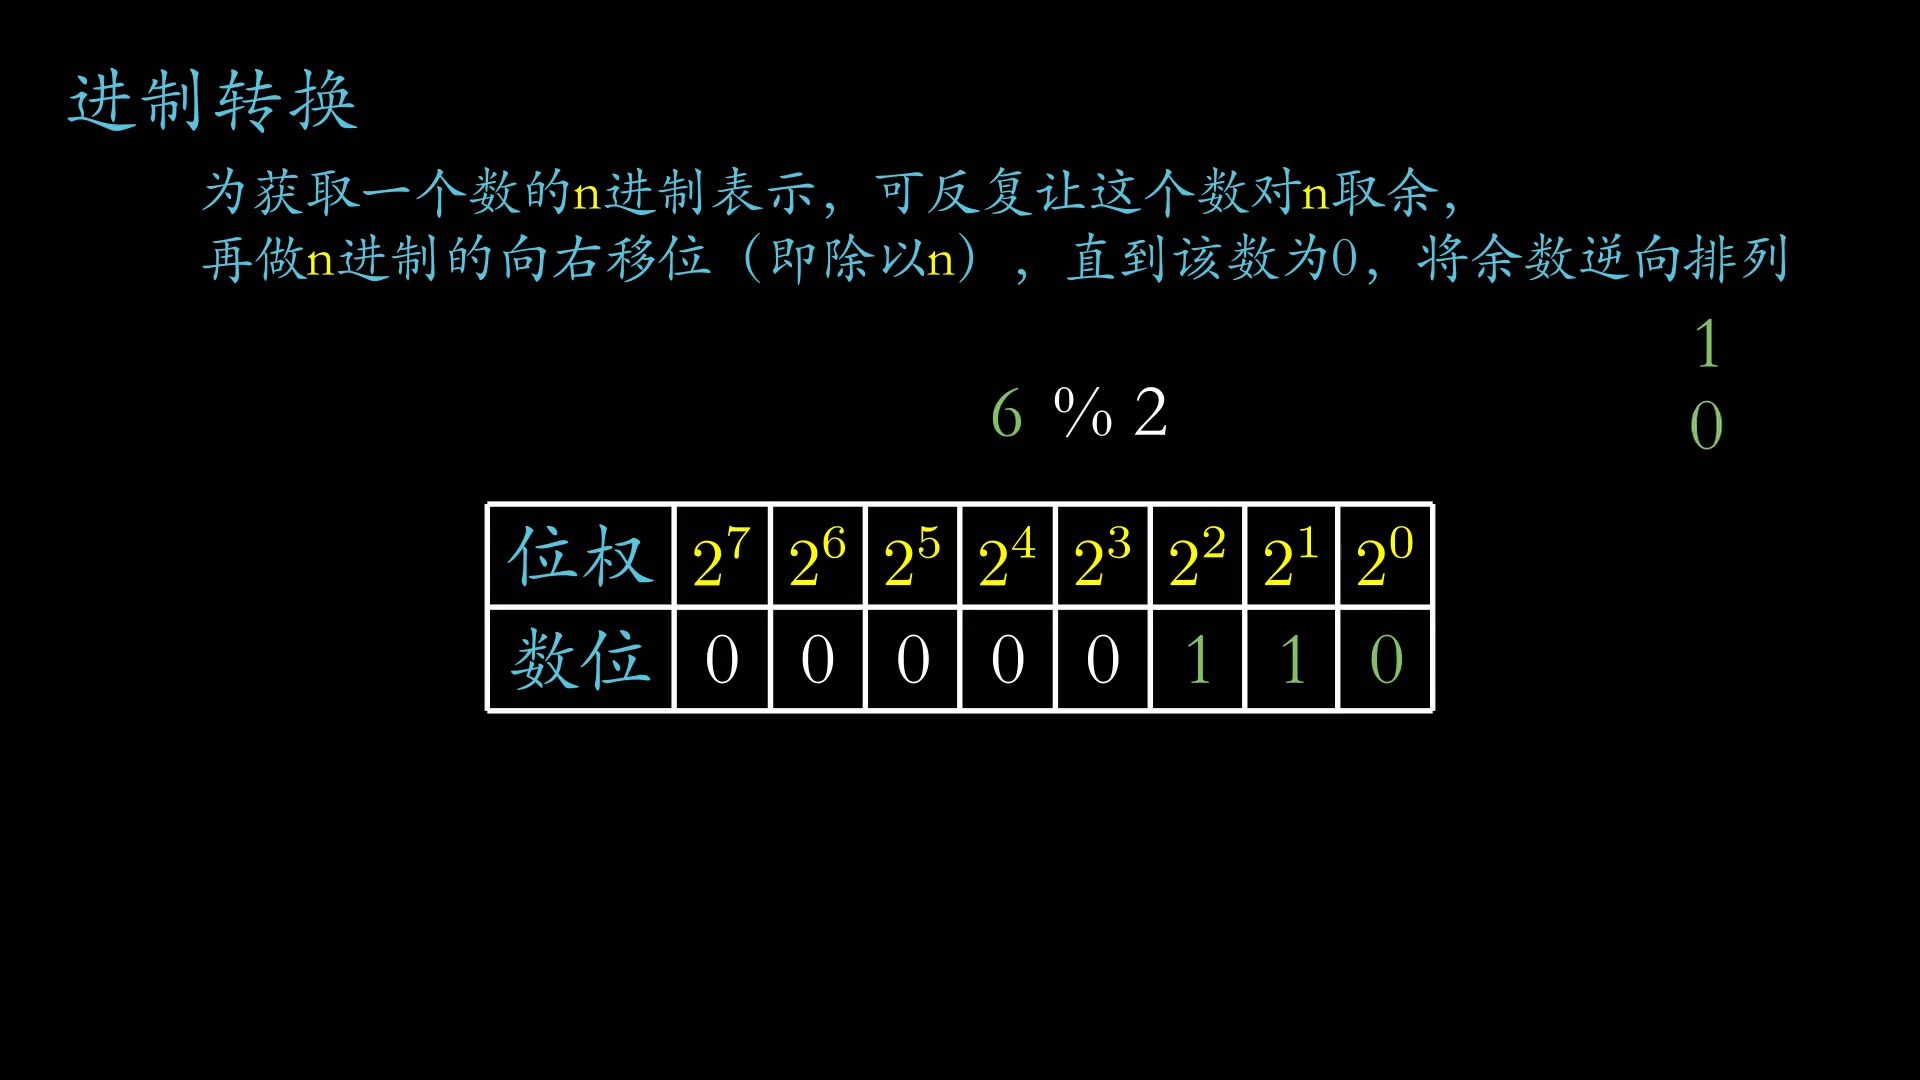 进制转换
为获取一个数的n进制表示，可反复让这个数对n取余，
再做n进制的向右移位（即除以n），直到该数为0，将余数逆向排列
1
6 % 2
0
位权 2^7 2^6 2^5 2^4 2^3 2^2 2^1 2^0
数位 0 0 0 0 0 1 1 0